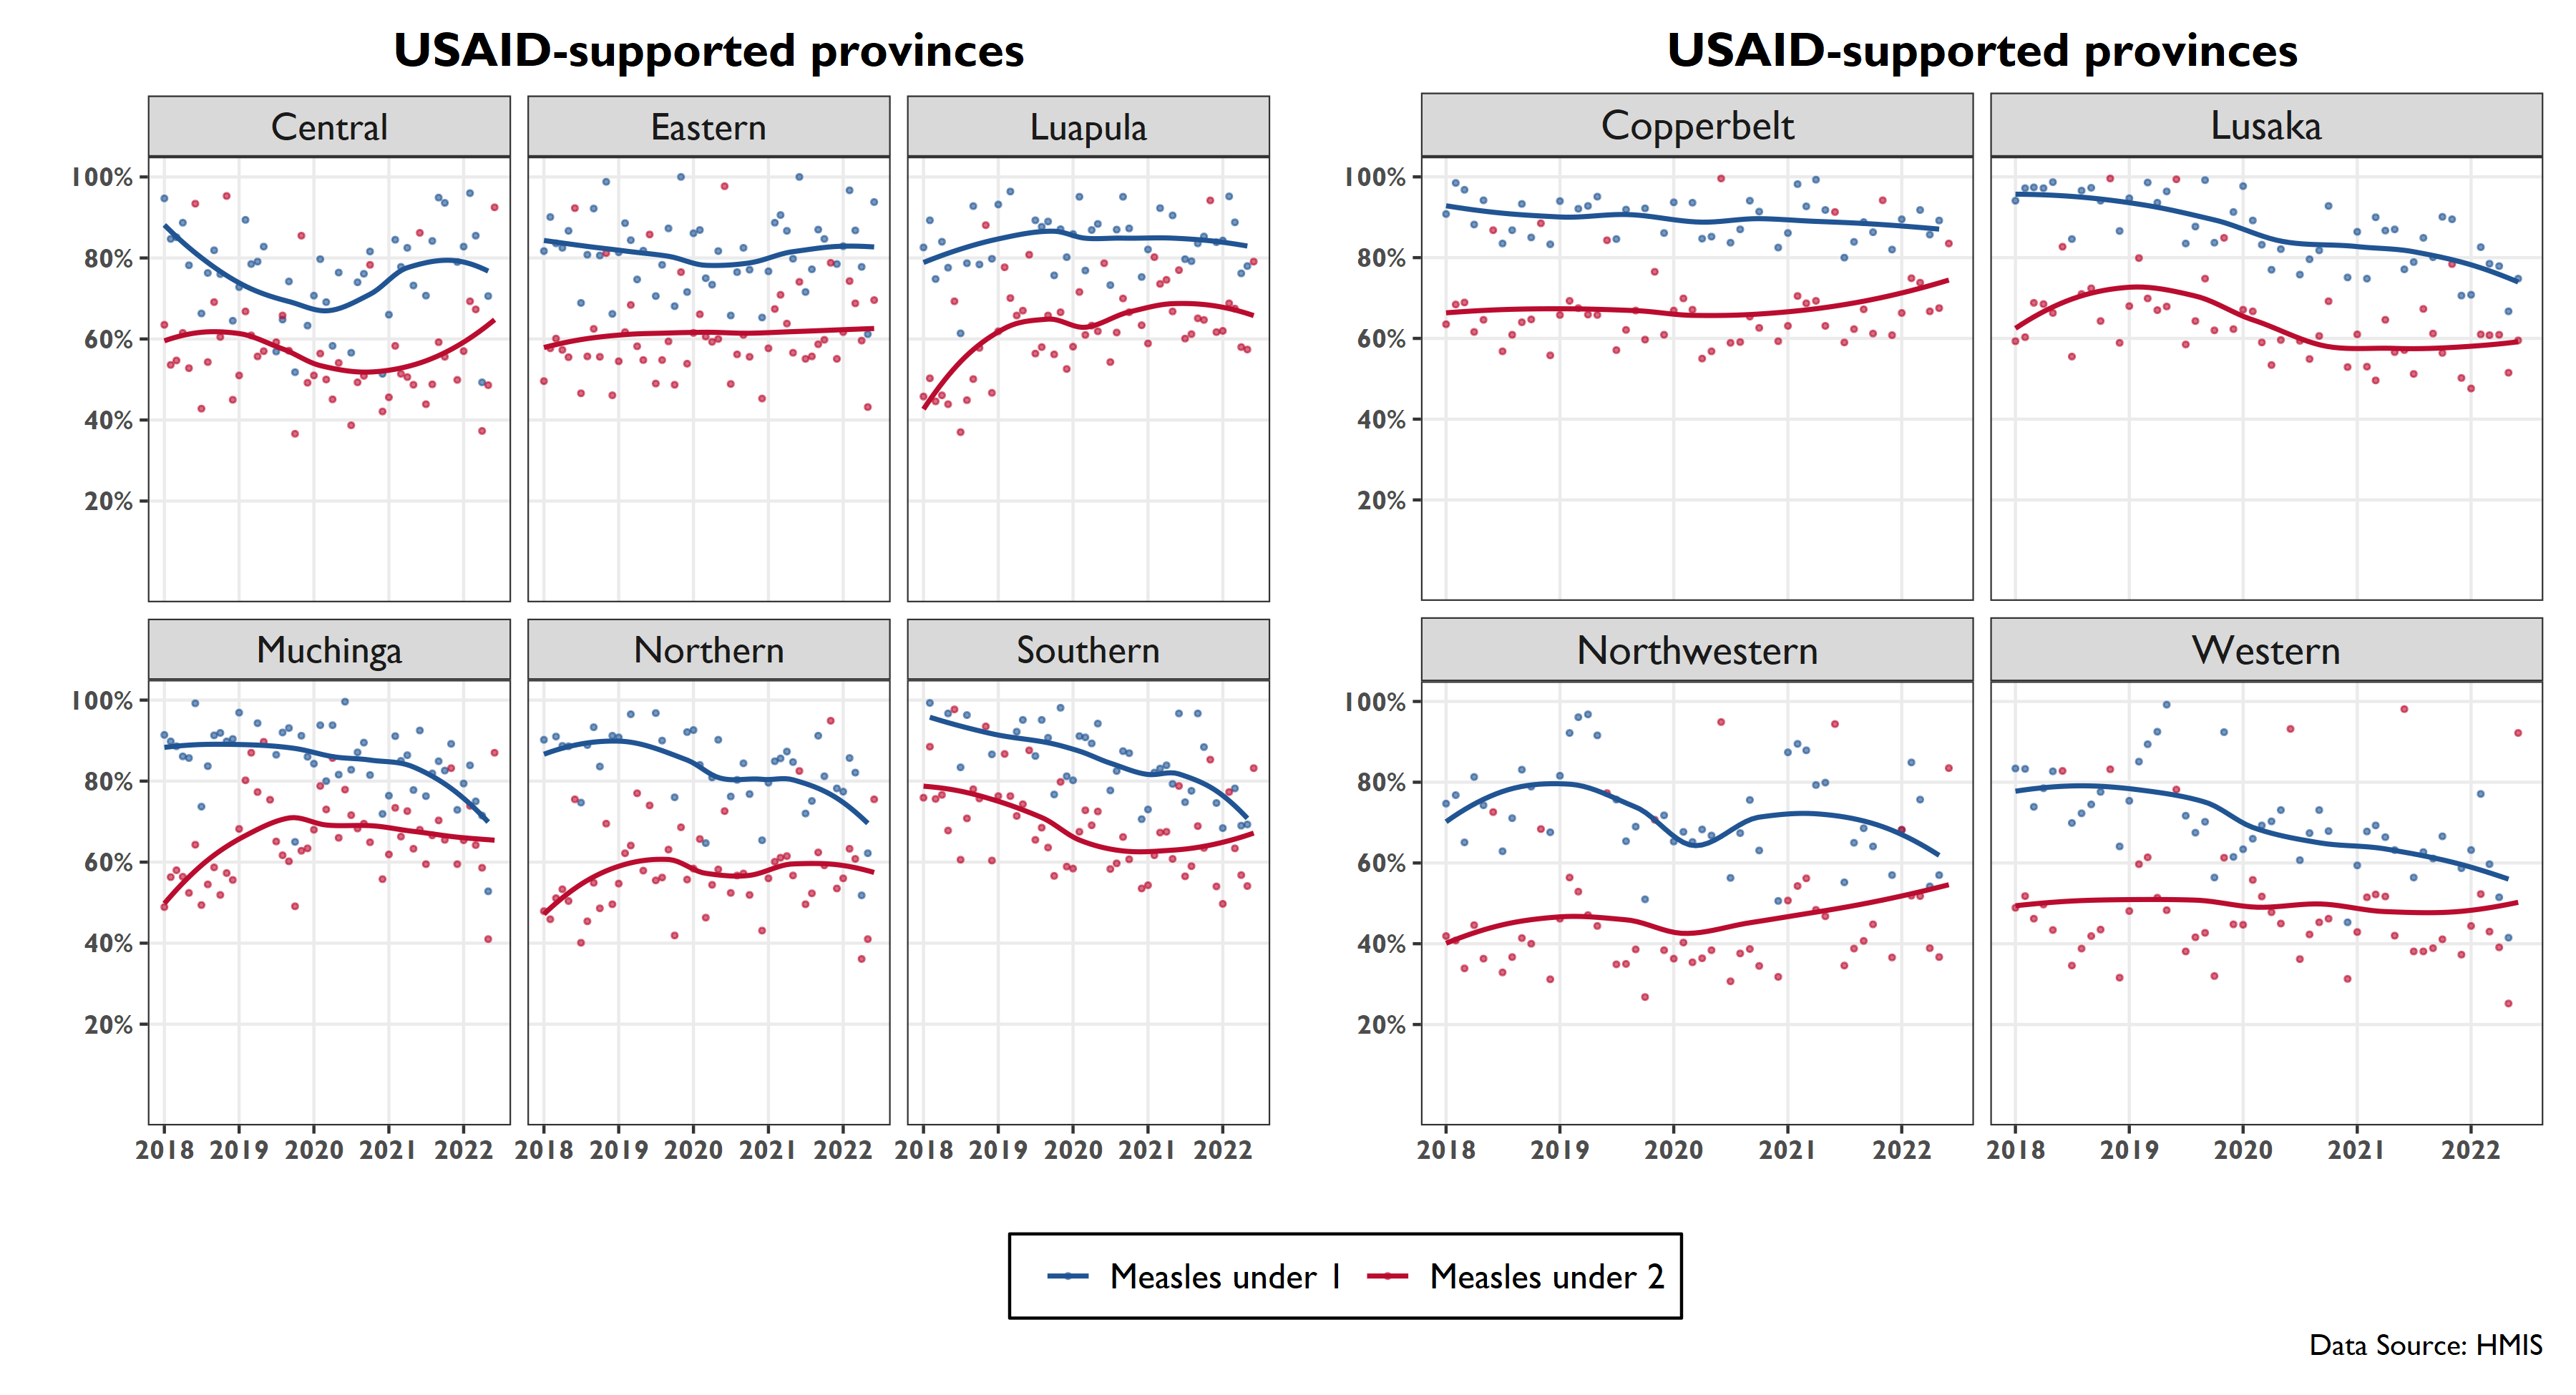 USAID-supported provinces
USAID-supported provinces
Central
Eastern
Luapula
Copperbelt
Lusaka
100%
80%
60%
40%
20%
100%
80%
60%
40%
20%
Muchinga
Northern
Southern
Northwestern
Western
100%
80%
60%
40%
20%
100%
80%
60%
40%
20%
2018 2019 2020 2021 2022
2018 2019 2020 2021 2022
2018 2019 2020 2021 2022
2018 2019 2020 2021 2022
2018 2019 2020 2021 2022
Measles under 1 Measles under 2
Data Source: HMIS